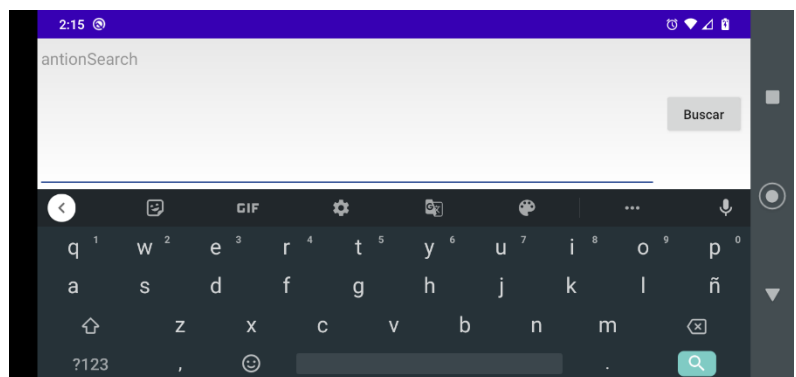 2:15
antionSearch
Buscar
GIF
q 1 w 2 e 3 r 4 t 5 y 6 u 7 i 8 o 9 p 0
a s d f g h j k l ñ
z x c v b n m
?123 , .